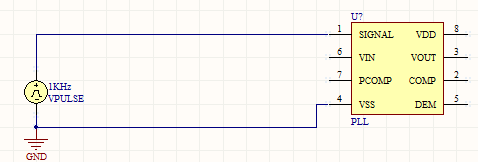 U?
1 SIGNAL VDD 8
6 VIN VOUT 3
7 PCOMP COMP 2
4 VSS DEM 5
PLL
1KHz
VPULSE
GND